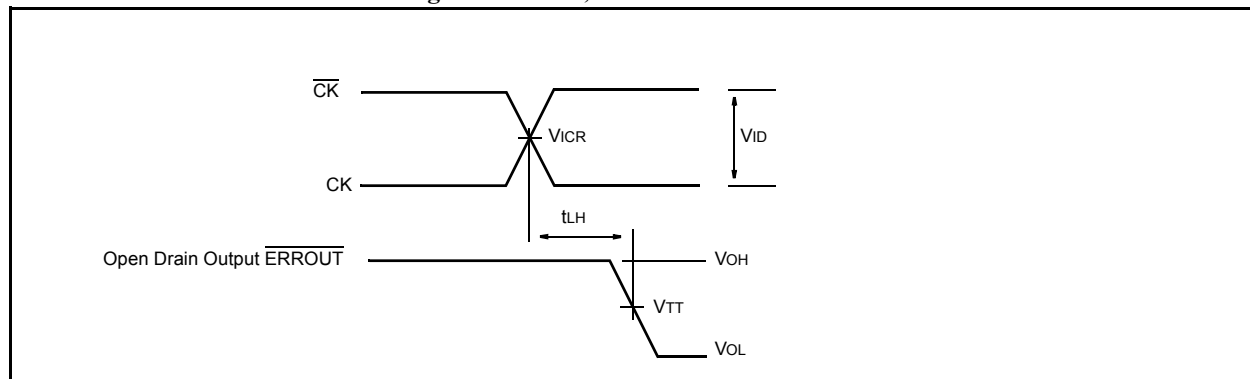 CK
VICR
VID
CK
tLH
Open Drain Output ERROUT
VOH
VTT
VOL